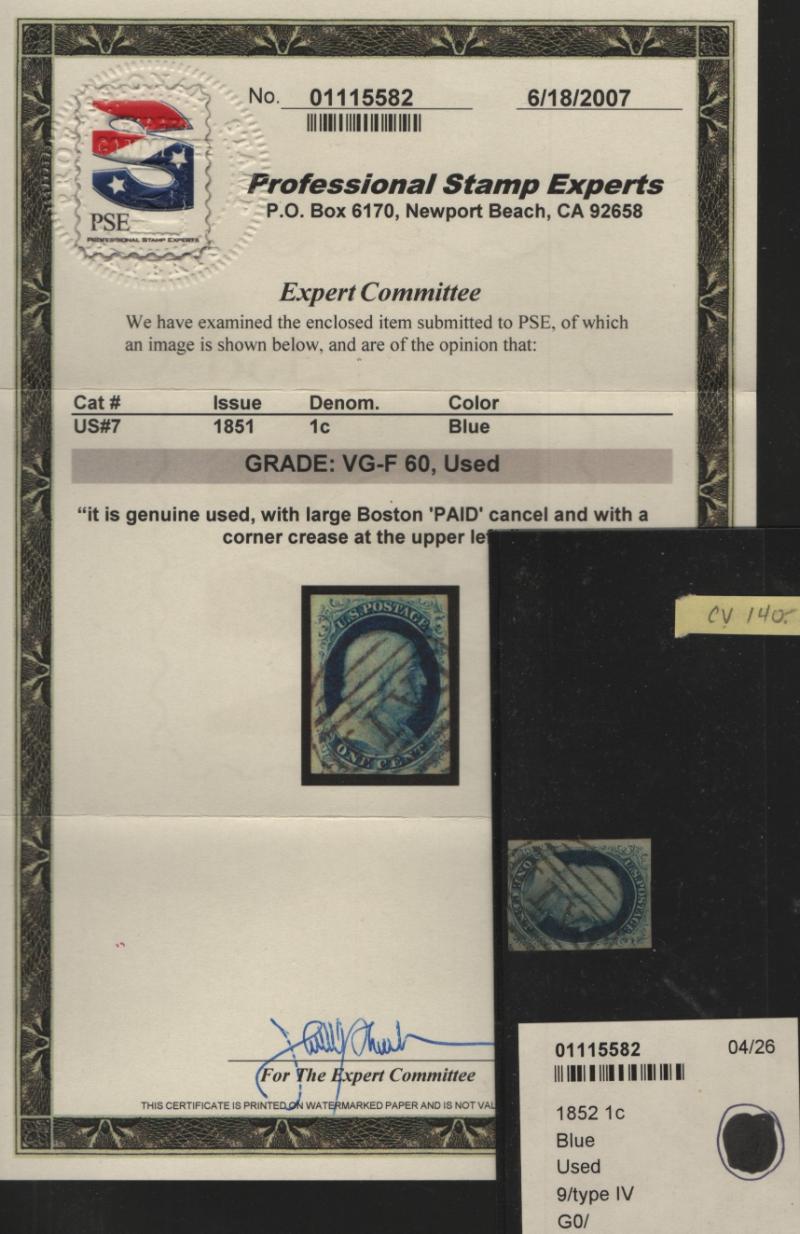 No. 01115582 6/18/2007
PSE
PROFESSIONAL STAMP EXPERTS
Professional Stamp Experts
P.O. Box 6170, Newport Beach, CA 92658
Expert Committee
We have examined the enclosed item submitted to PSE, of which
an image is shown below, and are of the opinion that:
Cat # Issue Denom. Color
US#7 1851 1c Blue
GRADE: VG-F 60, Used
“it is genuine used, with large Boston 'PAID' cancel and with a
corner crease at the upper lef
U.S. POSTAGE
ONE CENT
CV 140.-
U.S. POSTAGE
ONE CENT
For The Expert Committee
THIS CERTIFICATE IS PRINTED ON WATERMARKED PAPER AND IS NOT VAL
01115582 04/26
1852 1c
Blue
Used
9/type IV
G0/